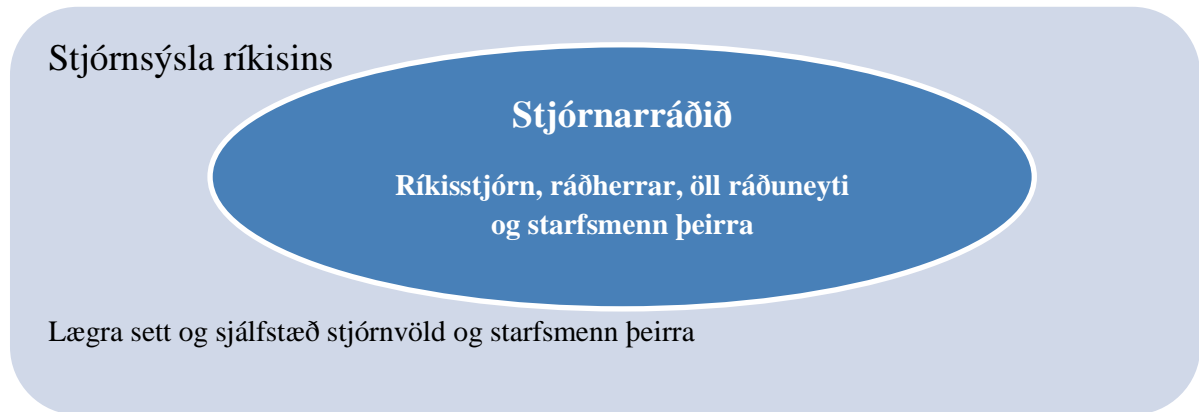 Stjórnsýsla ríkisins
Stjórnarráðið
Ríkisstjórn, ráðherrar, öll ráðuneyti
og starfsmenn þeirra
Lægra sett og sjálfstæð stjórnvöld og starfsmenn þeirra